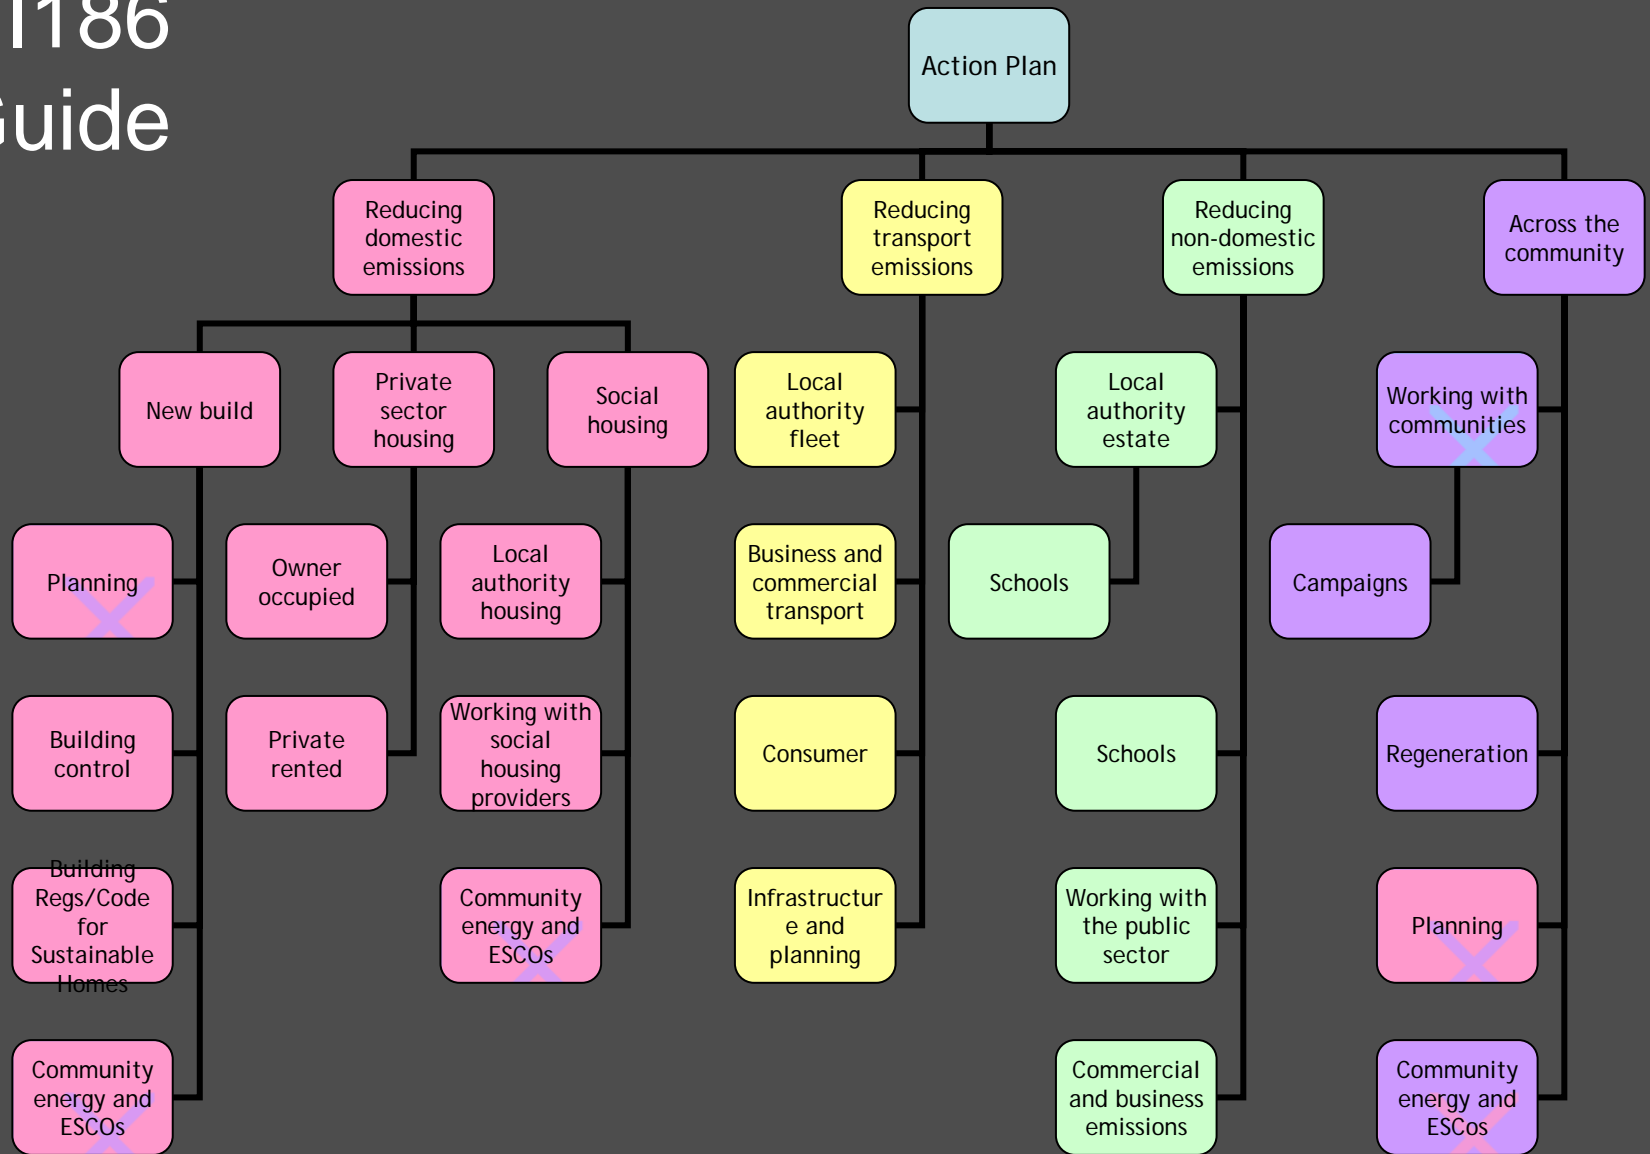 I186
Guide
Action Plan
Reducing
domestic
emissions
Reducing
transport
emissions
Reducing
non-domestic
emissions
Across the
community
New build
Private
sector
housing
Social
housing
Local
authority
fleet
Local
authority
estate
Working with
communities
Planning
Owner
occupied
Local
authority
housing
Business and
commercial
transport
Schools
Campaigns
Building
control
Private
rented
Working with
social
housing
providers
Consumer
Schools
Regeneration
Building
Regs/Code
for
Sustainable
Homes
Community
energy and
ESCOs
Infrastructur
e and
planning
Working with
the public
sector
Planning
Community
energy and
ESCOs
Commercial
and business
emissions
Community
energy and
ESCos